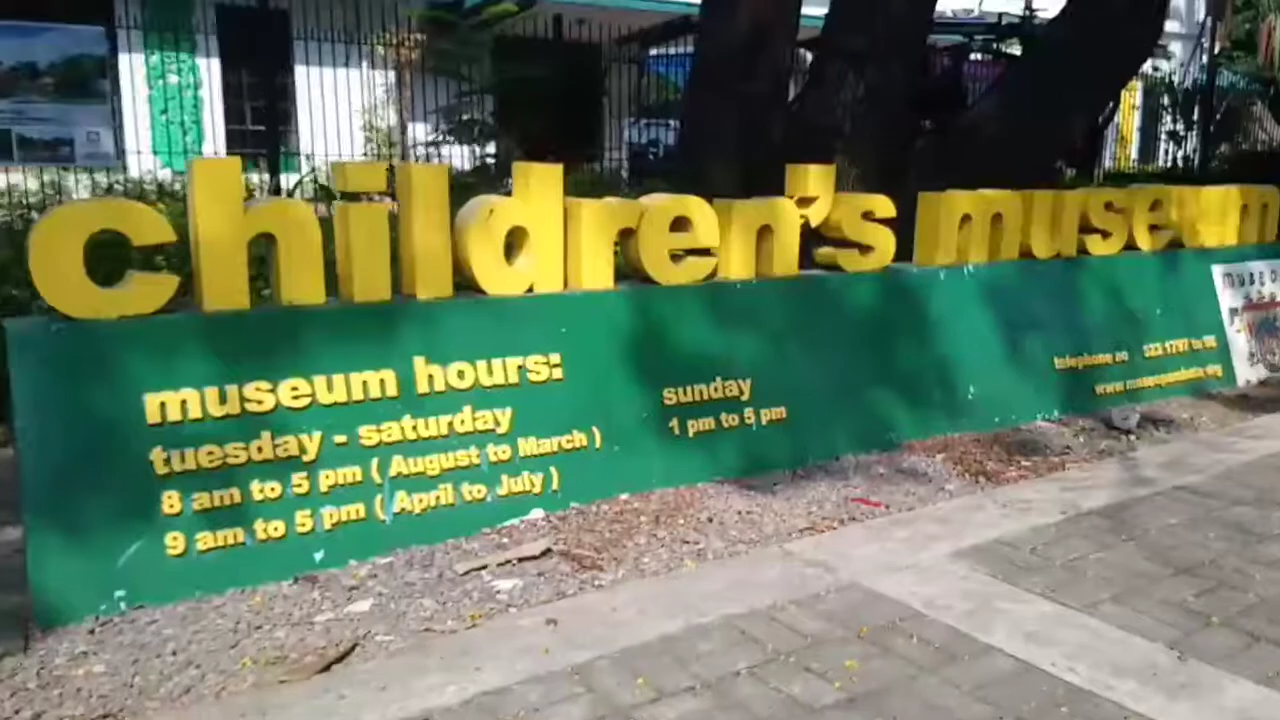 children's museum
museum hours:
tuesday - saturday
8 am to 5 pm ( August to March )
9 am to 5 pm ( April to July )
sunday
1 pm to 5 pm
telephone no